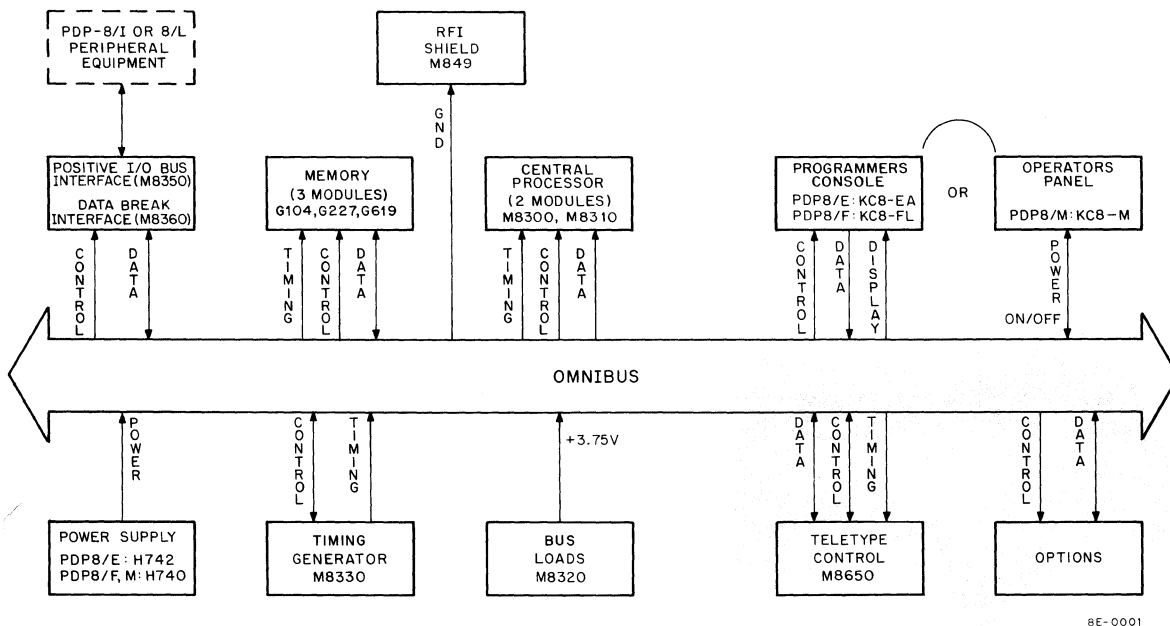 PDP-8/I OR 8/L
PERIPHERAL
EQUIPMENT
RFI
SHIELD
M849
GND
POSITIVE I/O BUS
INTERFACE (M8350)
DATA BREAK
INTERFACE (M8360)
MEMORY
(3 MODULES)
G104, G227, G619
CENTRAL
PROCESSOR
(2 MODULES)
M8300, M8310
PROGRAMMERS
CONSOLE
PDP8/E: KC8-EA
PDP8/F: KC8-FL
OR
OPERATORS
PANEL
PDP8/M: KC8-M
CONTROL
DATA
TIMING
CONTROL
DATA
TIMING
CONTROL
DATA
CONTROL
DATA
DISPLAY
POWER
ON/OFF
OMNIBUS
POWER
CONTROL
TIMING
+3.75V
DATA
CONTROL
TIMING
CONTROL
DATA
POWER SUPPLY
PDP8/E: H742
PDP8/F, M: H740
TIMING
GENERATOR
M8330
BUS
LOADS
M8320
TELETYPE
CONTROL
M8650
OPTIONS
8E-0001